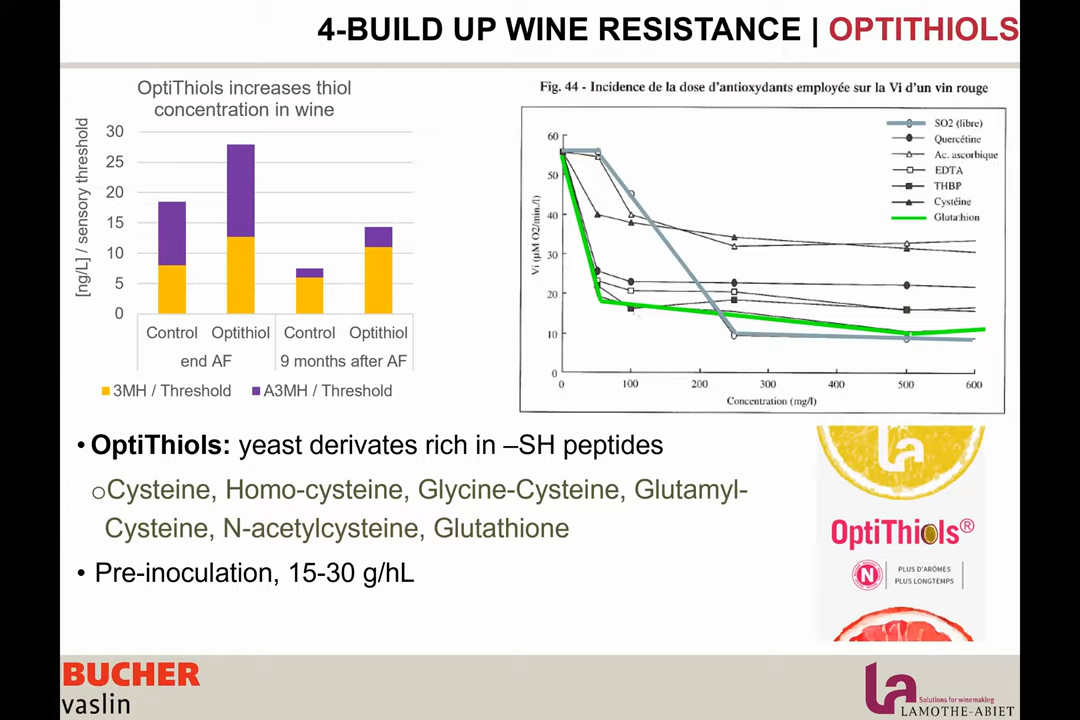 4-BUILD UP WINE RESISTANCE | OPTITHIOLS
OptiThiols increases thiol
concentration in wine
[ng/L] / sensory threshold
30
25
20
15
10
5
0
Control Optithiol Control Optithiol
end AF 9 months after AF
3MH / Threshold A3MH / Threshold
Fig. 44 - Incidence de la dose d'antioxydants employée sur la Vi d'un vin rouge
SO2 (libre)
Quercétine
Ac. ascorbique
EDTA
THBP
Cystéine
Glutathion
Vi (µM O2/min./l)
60
50
40
30
20
10
0
0 100 200 300 400 500 600
Concentration (mg/l)
• OptiThiols: yeast derivates rich in –SH peptides
oCysteine, Homo-cysteine, Glycine-Cysteine, Glutamyl-
Cysteine, N-acetylcysteine, Glutathione
• Pre-inoculation, 15-30 g/hL
La
OptiThiols®
N
PLUS D'ARÔMES
PLUS LONGTEMPS
BUCHER
vaslin
La
Solutions for winemaking
LAMOTHE-ABIET